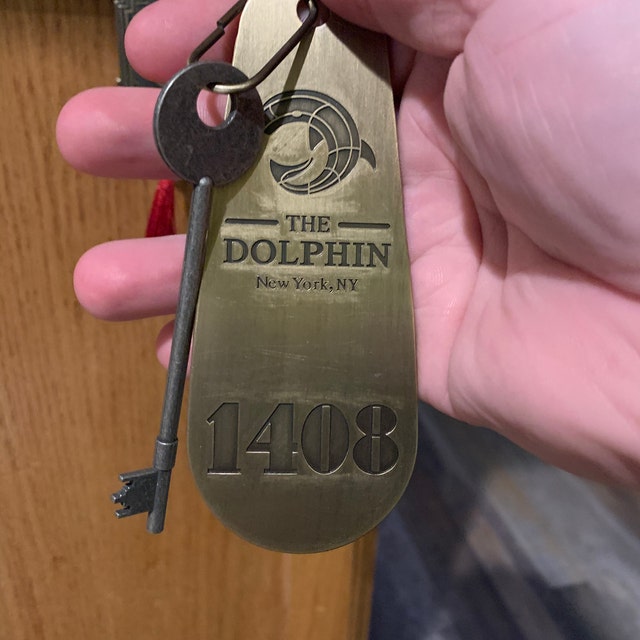 THE
DOLPHIN
New York, NY
1408